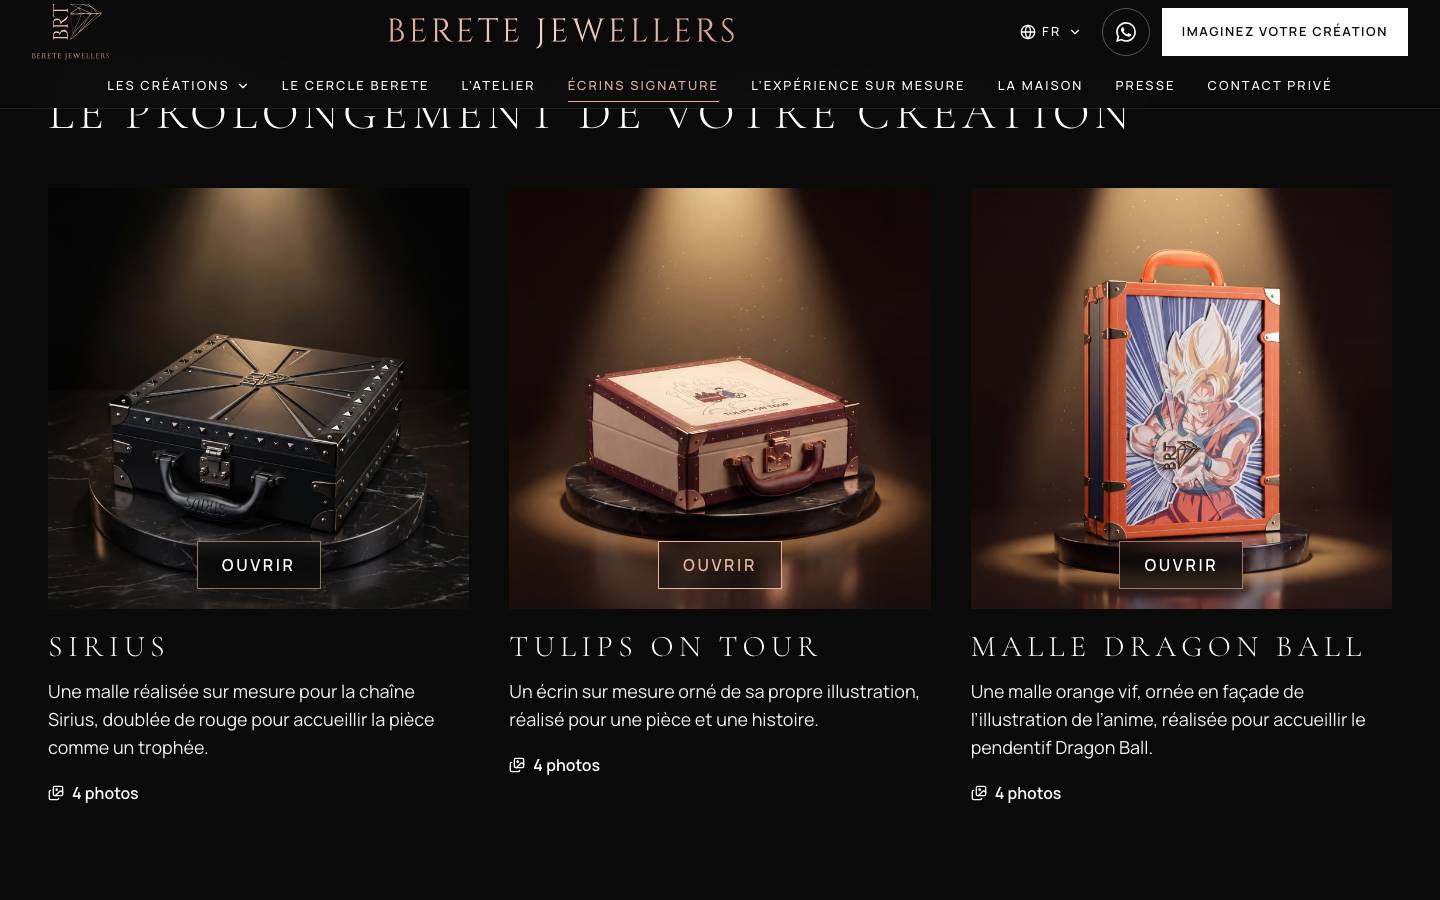 BRT
BERETE JEWELLERS
BERETE JEWELLERS
FR
IMAGINEZ VOTRE CRÉATION
LES CRÉATIONS
LE CERCLE BERETE
L'ATELIER
ÉCRINS SIGNATURE
L'EXPÉRIENCE SUR MESURE
LA MAISON
PRESSE
CONTACT PRIVÉ
LE PROLONGEMENT DE VOTRE CRÉATION
SIRIUS
TULIPS ON TOUR
BRT
OUVRIR
OUVRIR
OUVRIR
SIRIUS
Une malle réalisée sur mesure pour la chaîne
Sirius, doublée de rouge pour accueillir la pièce
comme un trophée.
4 photos
TULIPS ON TOUR
Un écrin sur mesure orné de sa propre illustration,
réalisé pour une pièce et une histoire.
4 photos
MALLE DRAGON BALL
Une malle orange vif, ornée en façade de
l'illustration de l'anime, réalisée pour accueillir le
pendentif Dragon Ball.
4 photos